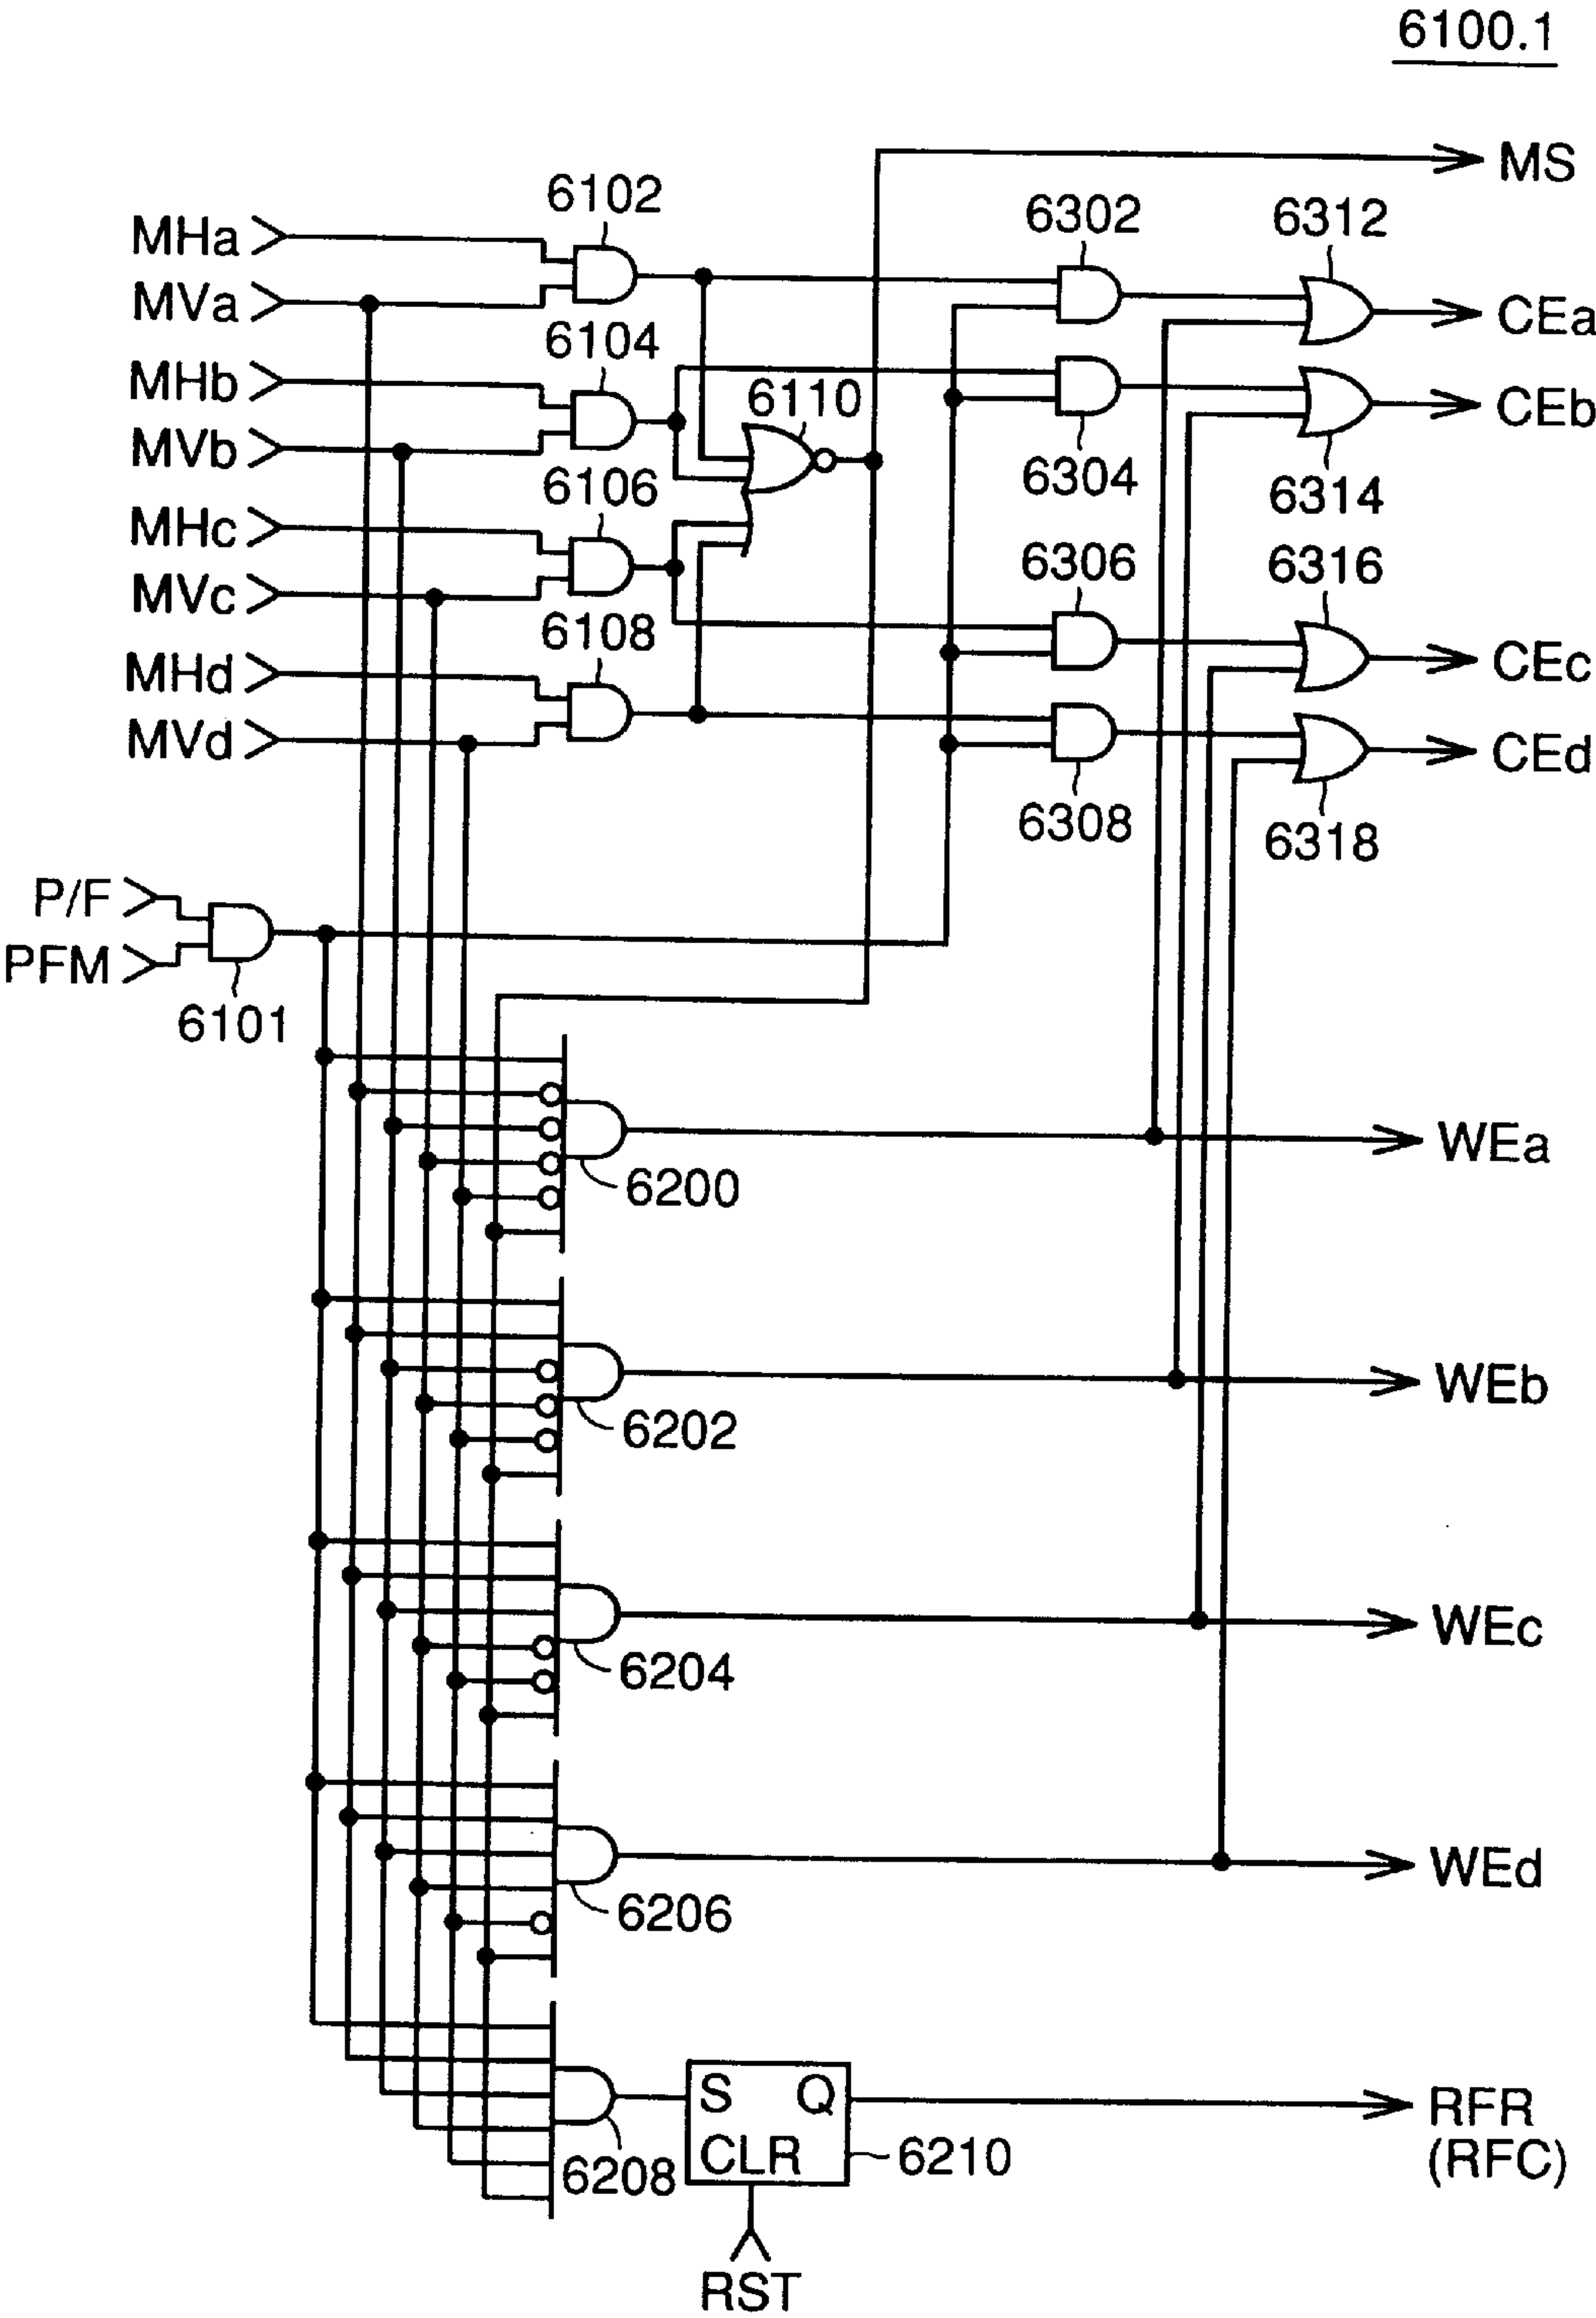 6100.1
MS
6102
6302
6312
MHa
MVa
CEa
6104
MHb
6110
CEb
MVb
6106
6304
6314
MHc
6306
6316
MVc
6108
MHd
CEc
MVd
CEd
6308
6318
P/F
PFM
6101
WEa
6200
WEb
6202
WEc
6204
WEd
6206
S Q
RFR
CLR
6210
(RFC)
6208
RST